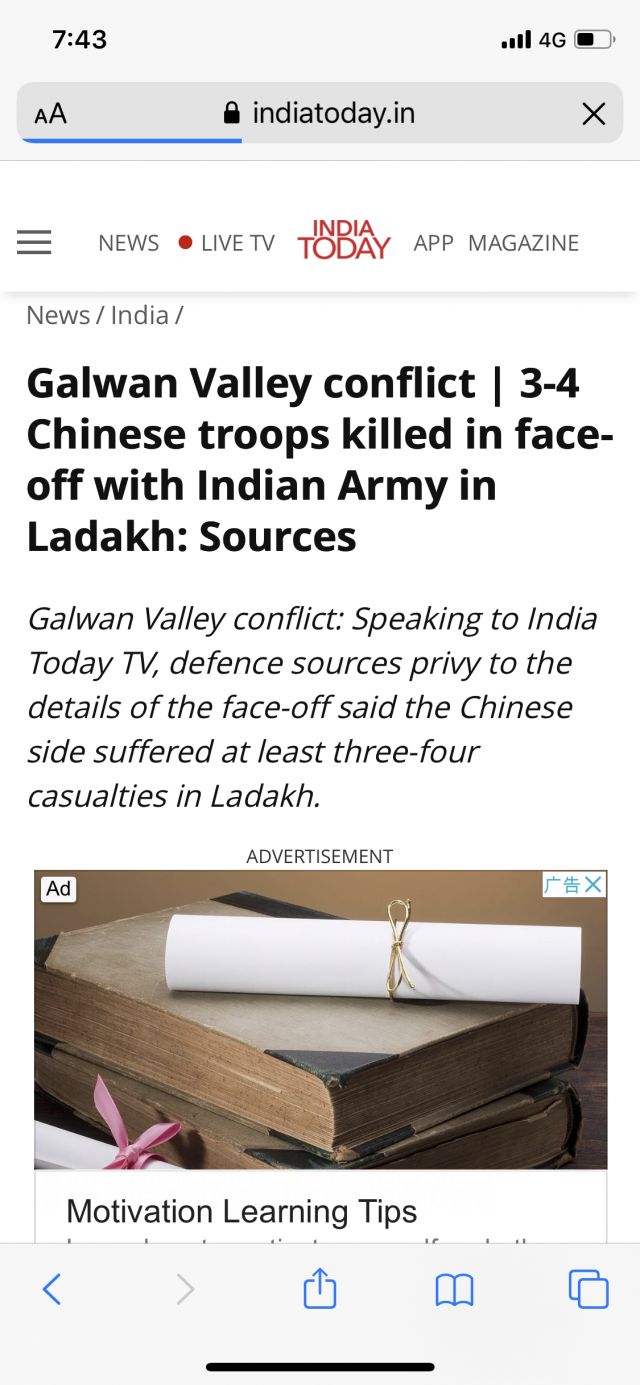 7:43
4G
AA
indiatoday.in
NEWS
LIVE TV
INDIA
TODAY
APP
MAGAZINE
News / India /
Galwan Valley conflict | 3-4
Chinese troops killed in face-
off with Indian Army in
Ladakh: Sources
Galwan Valley conflict: Speaking to India
Today TV, defence sources privy to the
details of the face-off said the Chinese
side suffered at least three-four
casualties in Ladakh.
ADVERTISEMENT
Ad
广告
Motivation Learning Tips